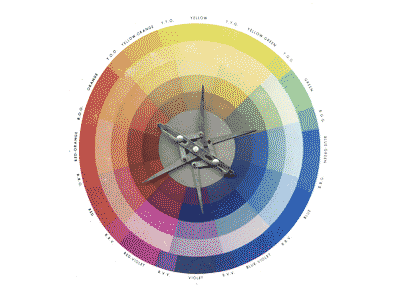 YELLOW
Y.Y.G.
YELLOW GREEN
Y.G.G.
GREEN
B.G.G.
BLUE GREEN
B.B.G.
BLUE
B.B.V.
BLUE VIOLET
B.V.V.
VIOLET
R.V.V.
RED VIOLET
R.R.V.
RED
R.R.O.
RED ORANGE
R.O.O.
ORANGE
Y.O.O.
YELLOW ORANGE
Y.Y.O.